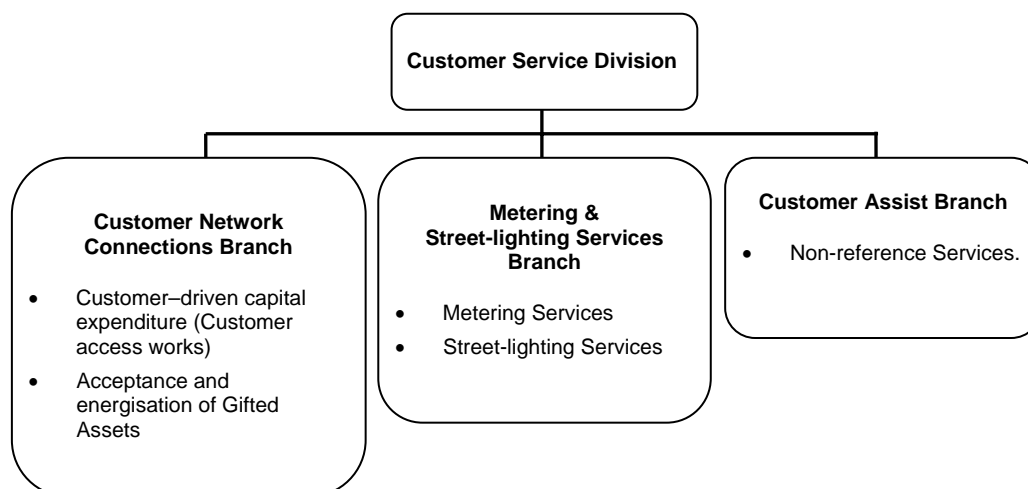 Customer Service Division
Customer Network
Connections Branch
• Customer–driven capital
expenditure (Customer
access works)
• Acceptance and
energisation of Gifted
Assets
Metering &
Street-lighting Services
Branch
• Metering Services
• Street-lighting Services
Customer Assist Branch
• Non-reference Services.